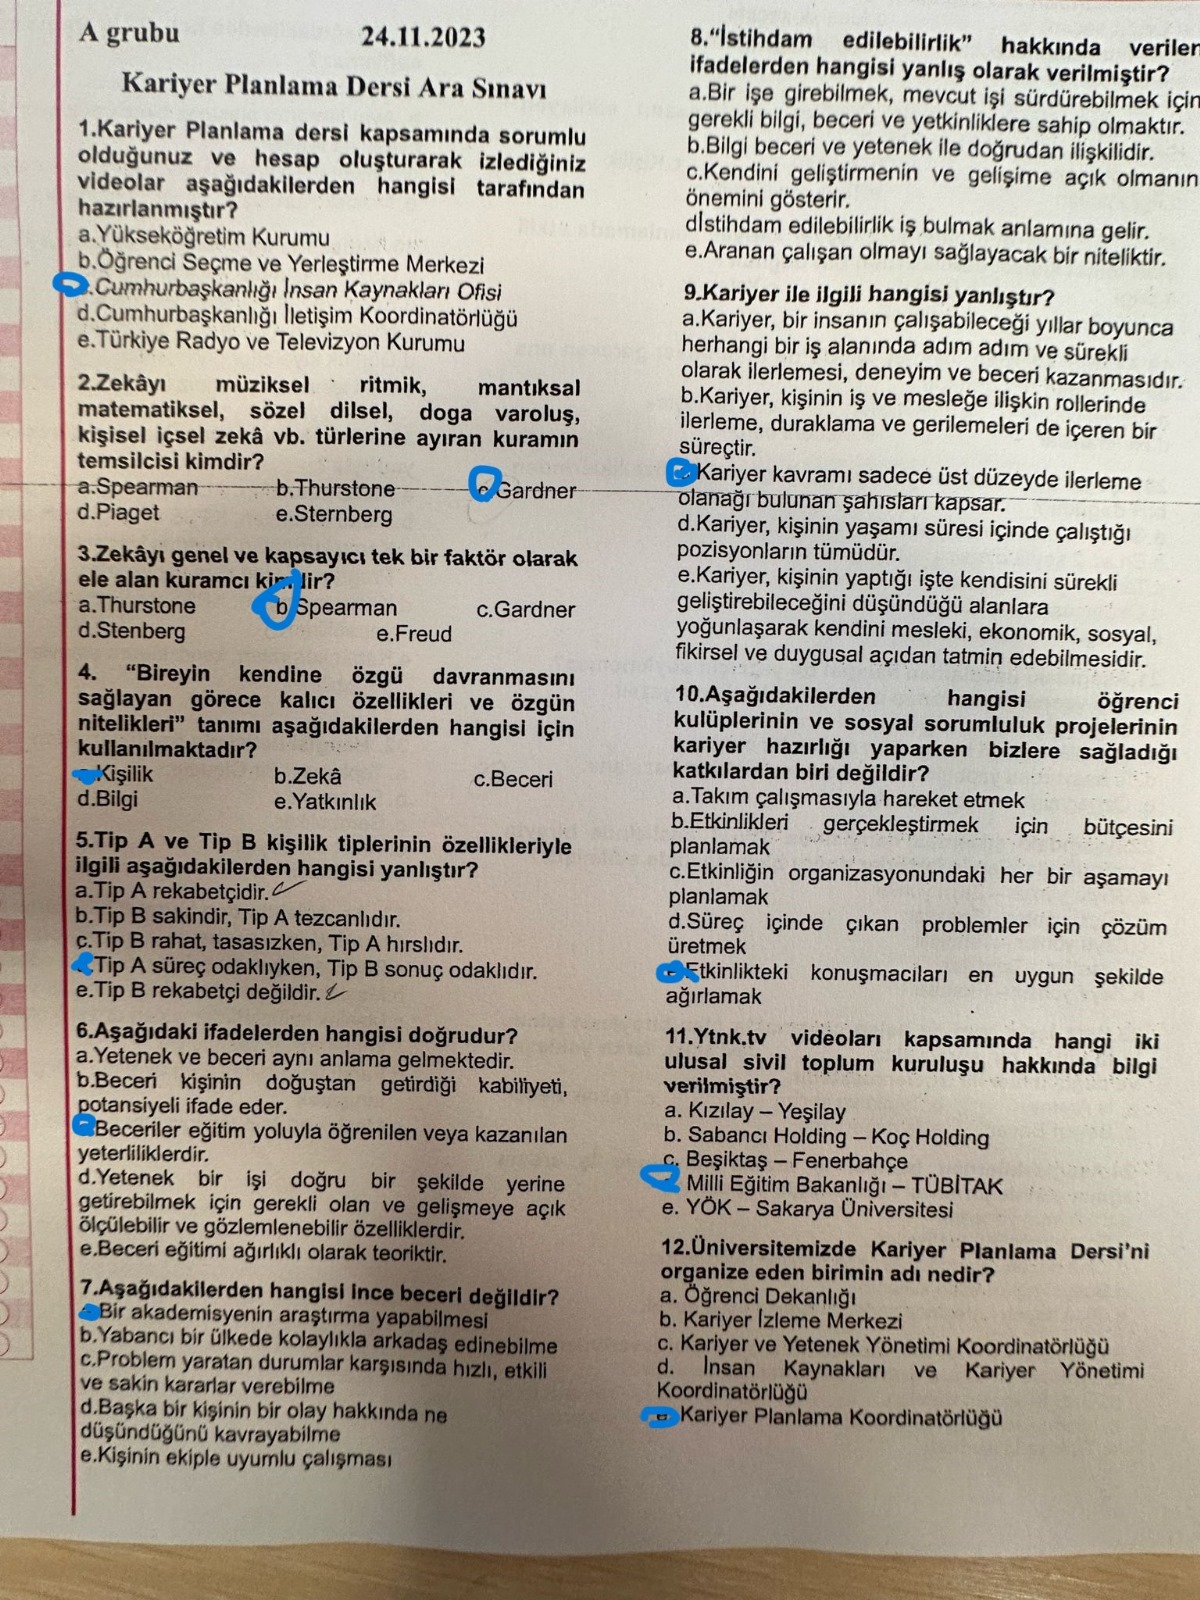 A grubu 24.11.2023
Kariyer Planlama Dersi Ara Sınavı
1.Kariyer Planlama dersi kapsamında sorumlu
olduğunuz ve hesap oluşturarak izlediğiniz
videolar aşağıdakilerden hangisi tarafından
hazırlanmıştır?
a.Yükseköğretim Kurumu
b.Öğrenci Seçme ve Yerleştirme Merkezi
.Cumhurbaşkanlığı İnsan Kaynakları Ofisi
d.Cumhurbaşkanlığı İletişim Koordinatörlüğü
e.Türkiye Radyo ve Televizyon Kurumu
2.Zekâyı müziksel ritmik, mantıksal
matematiksel, sözel dilsel, doga varoluş,
kişisel içsel zekâ vb. türlerine ayıran kuramın
temsilcisi kimdir?
a.Spearman b.Thurstone c.Gardner
d.Piaget e.Sternberg
3.Zekâyı genel ve kapsayıcı tek bir faktör olarak
ele alan kuramcı kimdir?
a.Thurstone b.Spearman c.Gardner
d.Stenberg e.Freud
4. “Bireyin kendine özgü davranmasını
sağlayan görece kalıcı özellikleri ve özgün
nitelikleri” tanımı aşağıdakilerden hangisi için
kullanılmaktadır?
Kişilik b.Zekâ c.Beceri
d.Bilgi e.Yatkınlık
5.Tip A ve Tip B kişilik tiplerinin özellikleriyle
ilgili aşağıdakilerden hangisi yanlıştır?
a.Tip A rekabetçidir.
b.Tip B sakindir, Tip A tezcanlıdır.
c.Tip B rahat, tasasızken, Tip A hırslıdır.
Tip A süreç odaklıyken, Tip B sonuç odaklıdır.
e.Tip B rekabetçi değildir.
6.Aşağıdaki ifadelerden hangisi doğrudur?
a.Yetenek ve beceri aynı anlama gelmektedir.
b.Beceri kişinin doğuştan getirdiği kabiliyeti,
potansiyeli ifade eder.
Beceriler eğitim yoluyla öğrenilen veya kazanılan
yeterliliklerdir.
d.Yetenek bir işi doğru bir şekilde yerine
getirebilmek için gerekli olan ve gelişmeye açık
ölçülebilir ve gözlemlenebilir özelliklerdir.
e.Beceri eğitimi ağırlıklı olarak teoriktir.
7.Aşağıdakilerden hangisi ince beceri değildir?
Bir akademisyenin araştırma yapabilmesi
b.Yabancı bir ülkede kolaylıkla arkadaş edinebilme
c.Problem yaratan durumlar karşısında hızlı, etkili
ve sakin kararlar verebilme
d.Başka bir kişinin bir olay hakkında ne
düşündüğünü kavrayabilme
e.Kişinin ekiple uyumlu çalışması
8.“İstihdam edilebilirlik” hakkında verilen
ifadelerden hangisi yanlış olarak verilmiştir?
a.Bir işe girebilmek, mevcut işi sürdürebilmek için
gerekli bilgi, beceri ve yetkinliklere sahip olmaktır.
b.Bilgi beceri ve yetenek ile doğrudan ilişkilidir.
c.Kendini geliştirmenin ve gelişime açık olmanın
önemini gösterir.
dİstihdam edilebilirlik iş bulmak anlamına gelir.
e.Aranan çalışan olmayı sağlayacak bir niteliktir.
9.Kariyer ile ilgili hangisi yanlıştır?
a.Kariyer, bir insanın çalışabileceği yıllar boyunca
herhangi bir iş alanında adım adım ve sürekli
olarak ilerlemesi, deneyim ve beceri kazanmasıdır.
b.Kariyer, kişinin iş ve mesleğe ilişkin rollerinde
ilerleme, duraklama ve gerilemeleri de içeren bir
süreçtir.
Kariyer kavramı sadece üst düzeyde ilerleme
olanağı bulunan şahısları kapsar.
d.Kariyer, kişinin yaşamı süresi içinde çalıştığı
pozisyonların tümüdür.
e.Kariyer, kişinin yaptığı işte kendisini sürekli
geliştirebileceğini düşündüğü alanlara
yoğunlaşarak kendini mesleki, ekonomik, sosyal,
fikirsel ve duygusal açıdan tatmin edebilmesidir.
10.Aşağıdakilerden hangisi öğrenci
kulüplerinin ve sosyal sorumluluk projelerinin
kariyer hazırlığı yaparken bizlere sağladığı
katkılardan biri değildir?
a.Takım çalışmasıyla hareket etmek
b.Etkinlikleri gerçekleştirmek için bütçesini
planlamak
c.Etkinliğin organizasyonundaki her bir aşamayı
planlamak
d.Süreç içinde çıkan problemler için çözüm
üretmek
Etkinlikteki konuşmacıları en uygun şekilde
ağırlamak
11.Ytnk.tv videoları kapsamında hangi iki
ulusal sivil toplum kuruluşu hakkında bilgi
verilmiştir?
a. Kızılay – Yeşilay
b. Sabancı Holding – Koç Holding
c. Beşiktaş – Fenerbahçe
Milli Eğitim Bakanlığı – TÜBİTAK
e. YÖK – Sakarya Üniversitesi
12.Üniversitemizde Kariyer Planlama Dersi’ni
organize eden birimin adı nedir?
a. Öğrenci Dekanlığı
b. Kariyer İzleme Merkezi
c. Kariyer ve Yetenek Yönetimi Koordinatörlüğü
d. İnsan Kaynakları ve Kariyer Yönetimi
Koordinatörlüğü
e. Kariyer Planlama Koordinatörlüğü